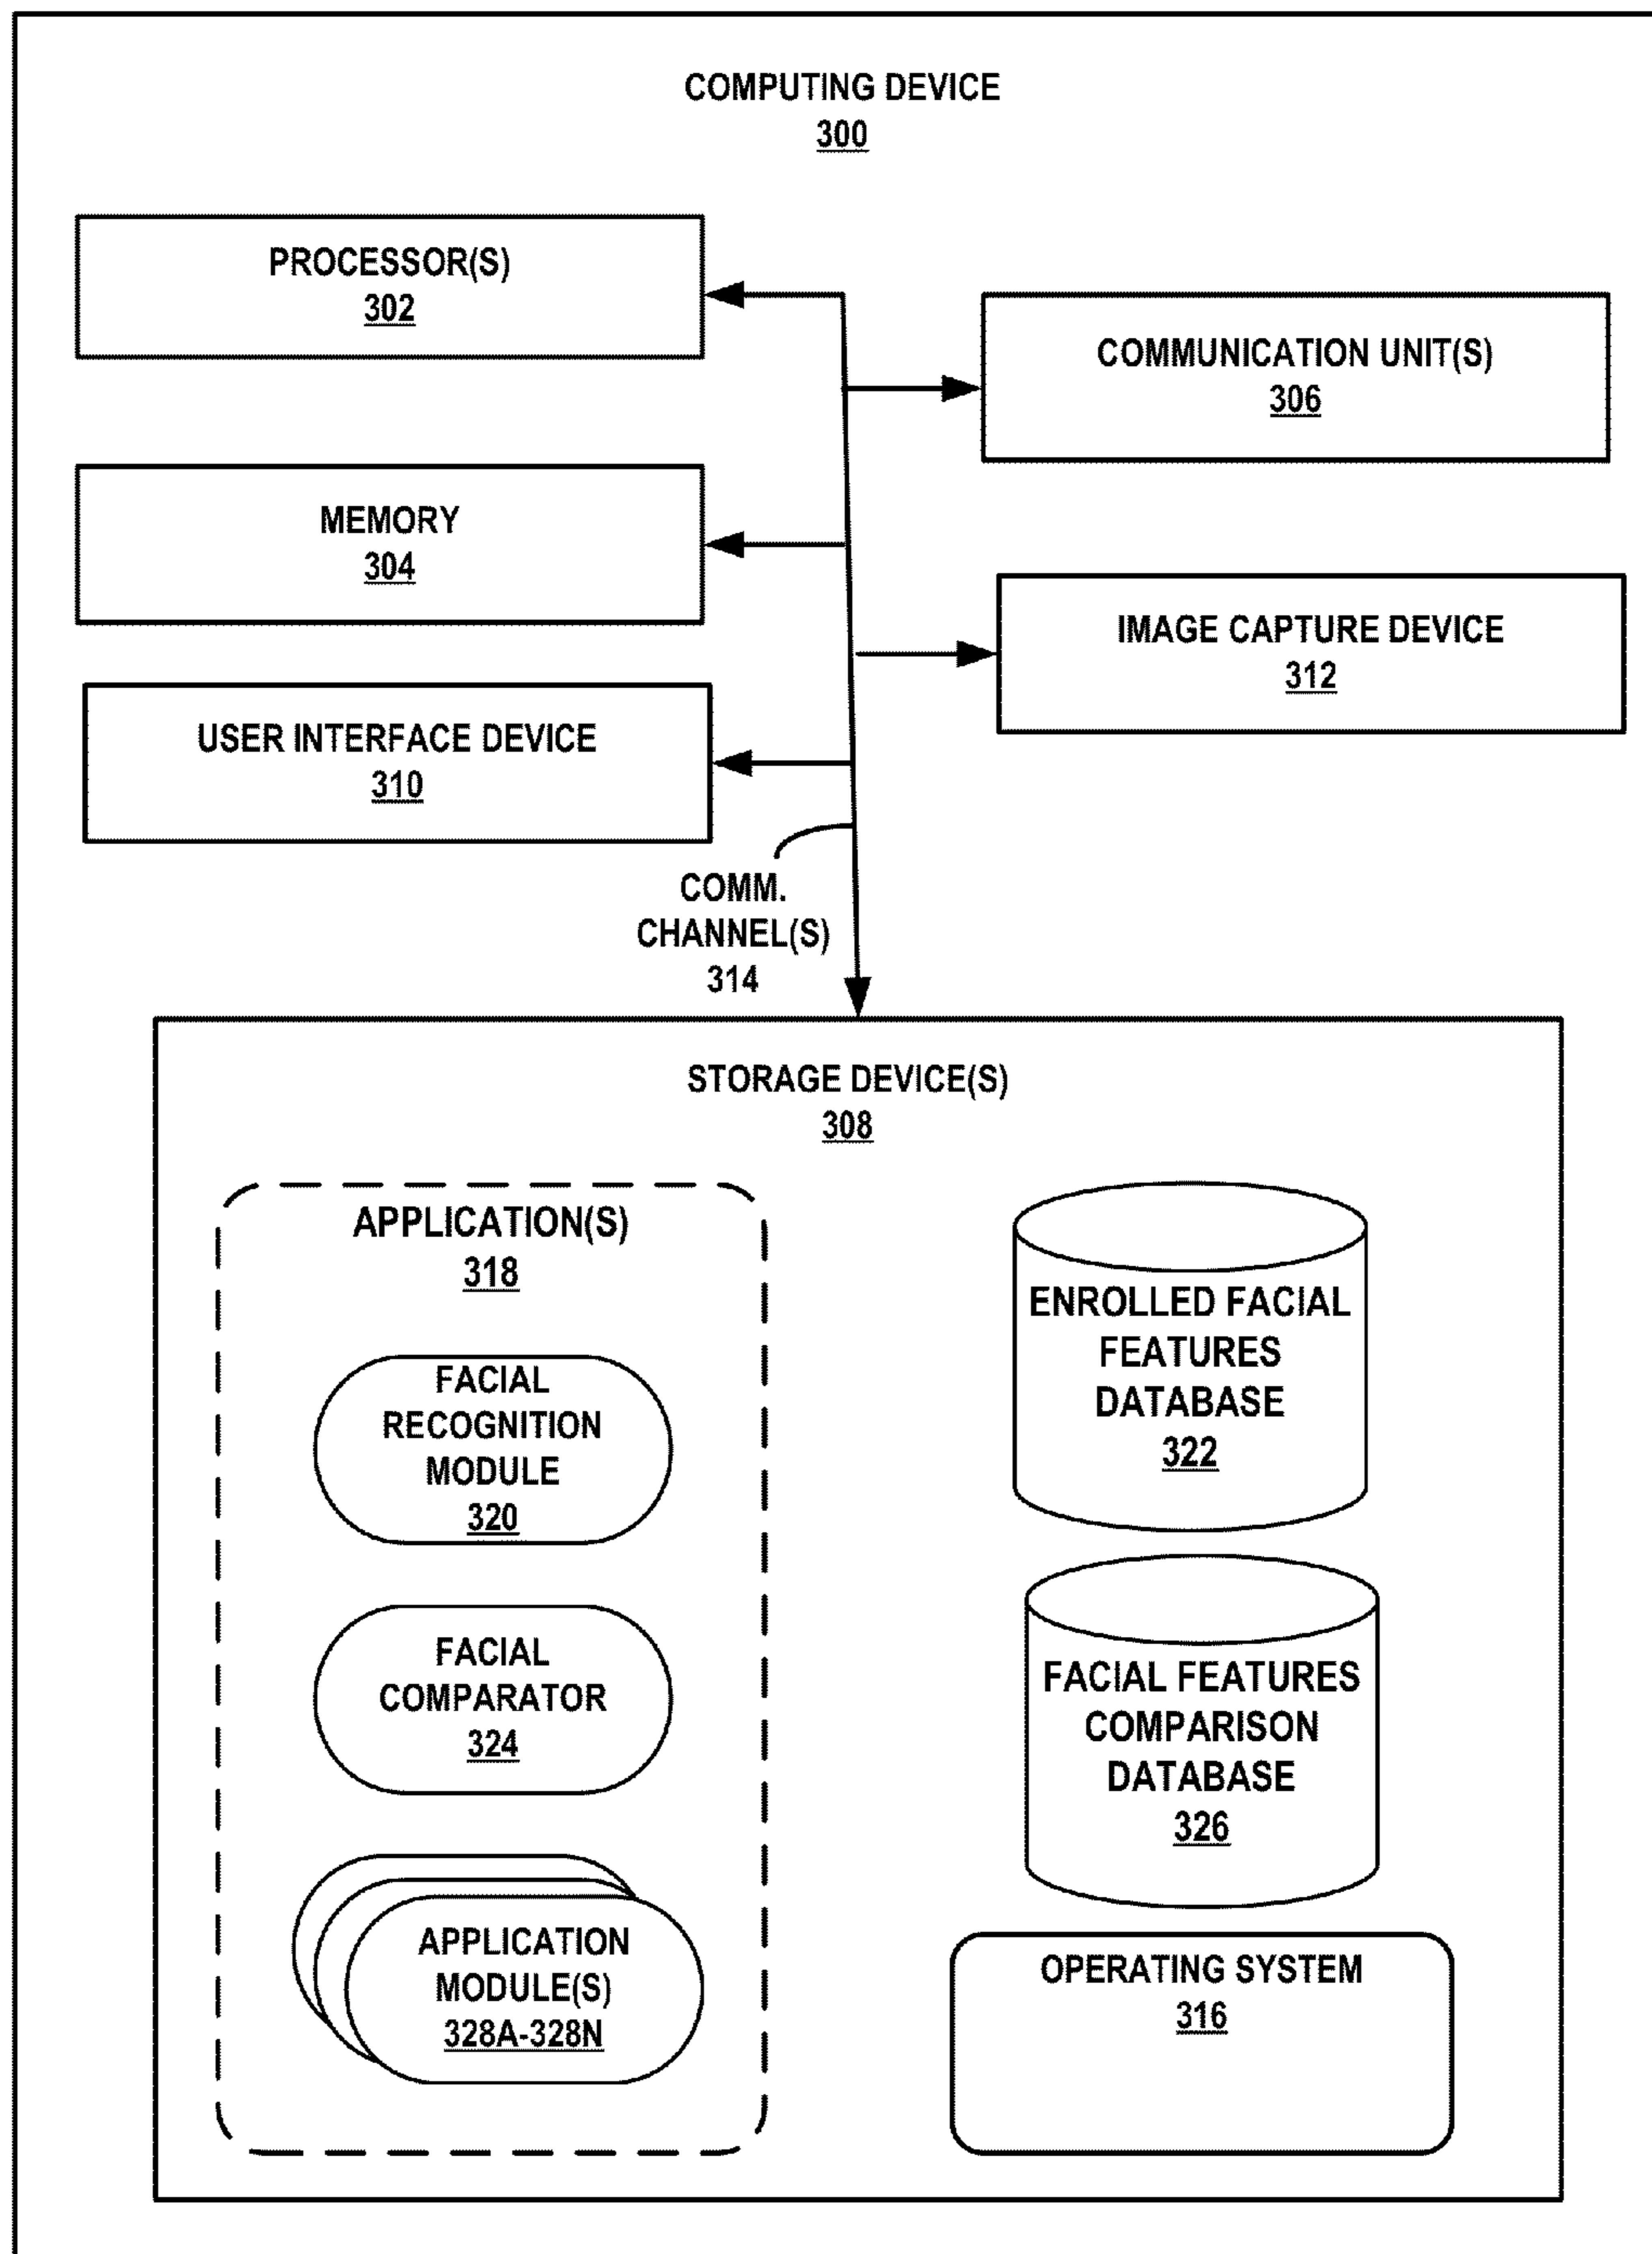 COMPUTING DEVICE
300
PROCESSOR(S)
302
COMMUNICATION UNIT(S)
306
MEMORY
304
IMAGE CAPTURE DEVICE
312
USER INTERFACE DEVICE
310
COMM.
CHANNEL(S)
314
STORAGE DEVICE(S)
308
APPLICATION(S)
318
FACIAL
RECOGNITION
MODULE
320
FACIAL
COMPARATOR
324
APPLICATION
MODULE(S)
328A-328N
ENROLLED FACIAL
FEATURES
DATABASE
322
FACIAL FEATURES
COMPARISON
DATABASE
326
OPERATING SYSTEM
316